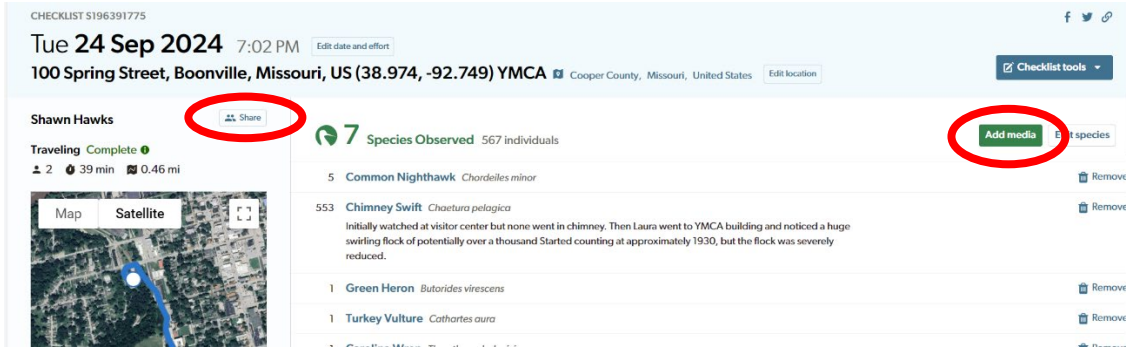 CHECKLIST S196391775
Tue 24 Sep 2024 7:02 PM Edit date and effort
100 Spring Street, Boonville, Missouri, US (38.974, -92.749) YMCA Cooper County, Missouri, United States Edit location
Checklist tools
Shawn Hawks
Share
Traveling Complete
2 39 min 0.46 mi
Map Satellite
7 Species Observed 567 individuals
Add media
species
5 Common Nighthawk Chordeiles minor Remove
553 Chimney Swift Chaetura pelagica Remove
Initially watched at visitor center but none went in chimney. Then Laura went to YMCA building and noticed a huge
swirling flock of potentially over a thousand Started counting at approximately 1930, but the flock was severely
reduced.
1 Green Heron Butorides virescens Remove
1 Turkey Vulture Cathartes aura Remove